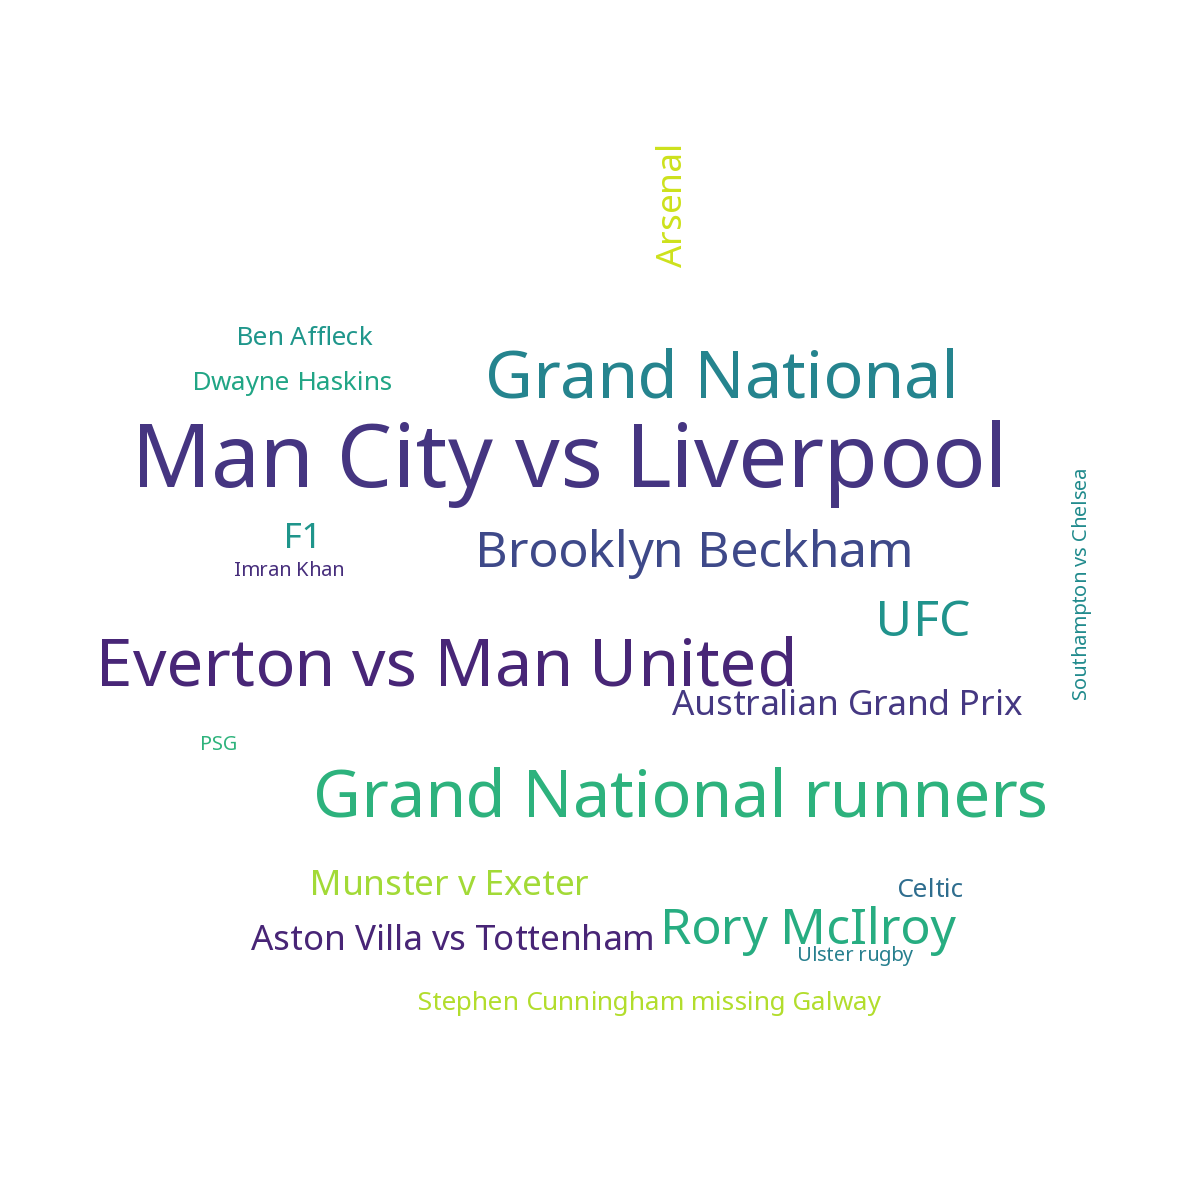 Arsenal
Ben Affleck
Grand National
Dwayne Haskins
Man City vs Liverpool
Southampton vs Chelsea
F1
Brooklyn Beckham
Imran Khan
UFC
Everton vs Man United
Australian Grand Prix
PSG
Grand National runners
Munster v Exeter
Celtic
Aston Villa vs Tottenham
Rory McIlroy
Ulster rugby
Stephen Cunningham missing Galway